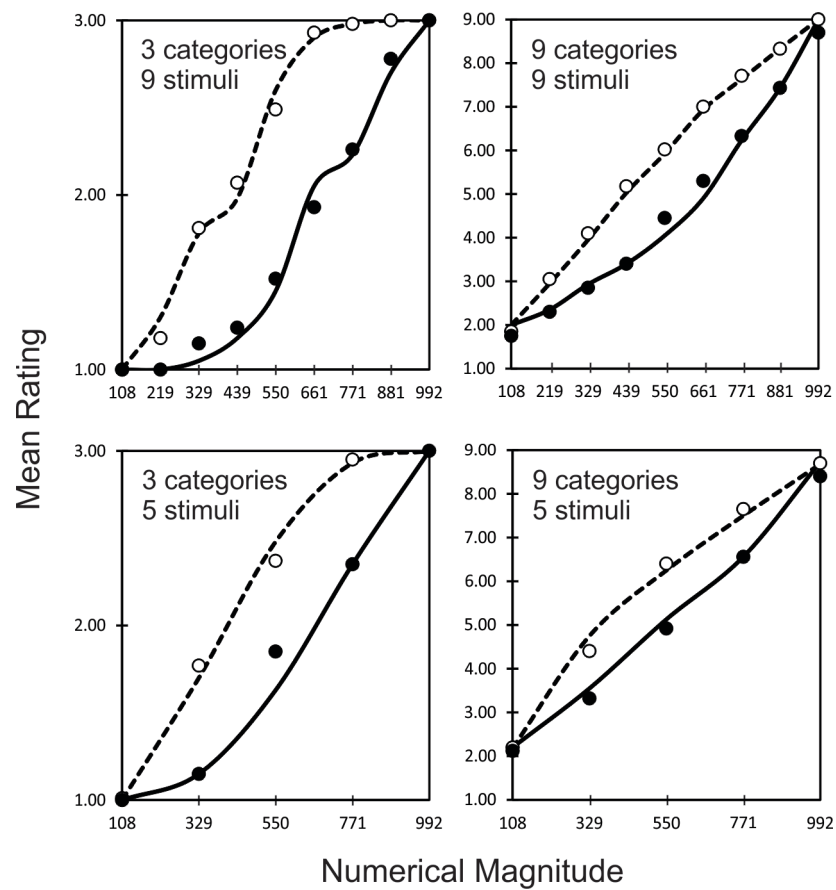 3.00
2.00
1.00
3 categories
9 stimuli
108 219 329 439 550 661 771 881 992
9.00
8.00
7.00
6.00
5.00
4.00
3.00
2.00
1.00
9 categories
9 stimuli
108 219 329 439 550 661 771 881 992
Mean Rating
3.00
2.00
1.00
3 categories
5 stimuli
108 329 550 771 992
9.00
8.00
7.00
6.00
5.00
4.00
3.00
2.00
1.00
9 categories
5 stimuli
108 329 550 771 992
Numerical Magnitude